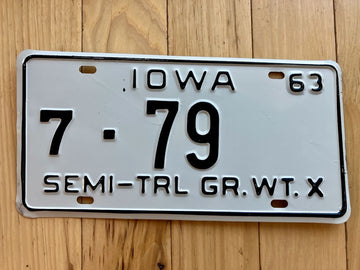 IOWA 63
7·79
SEMI-TRL GR. WT. X